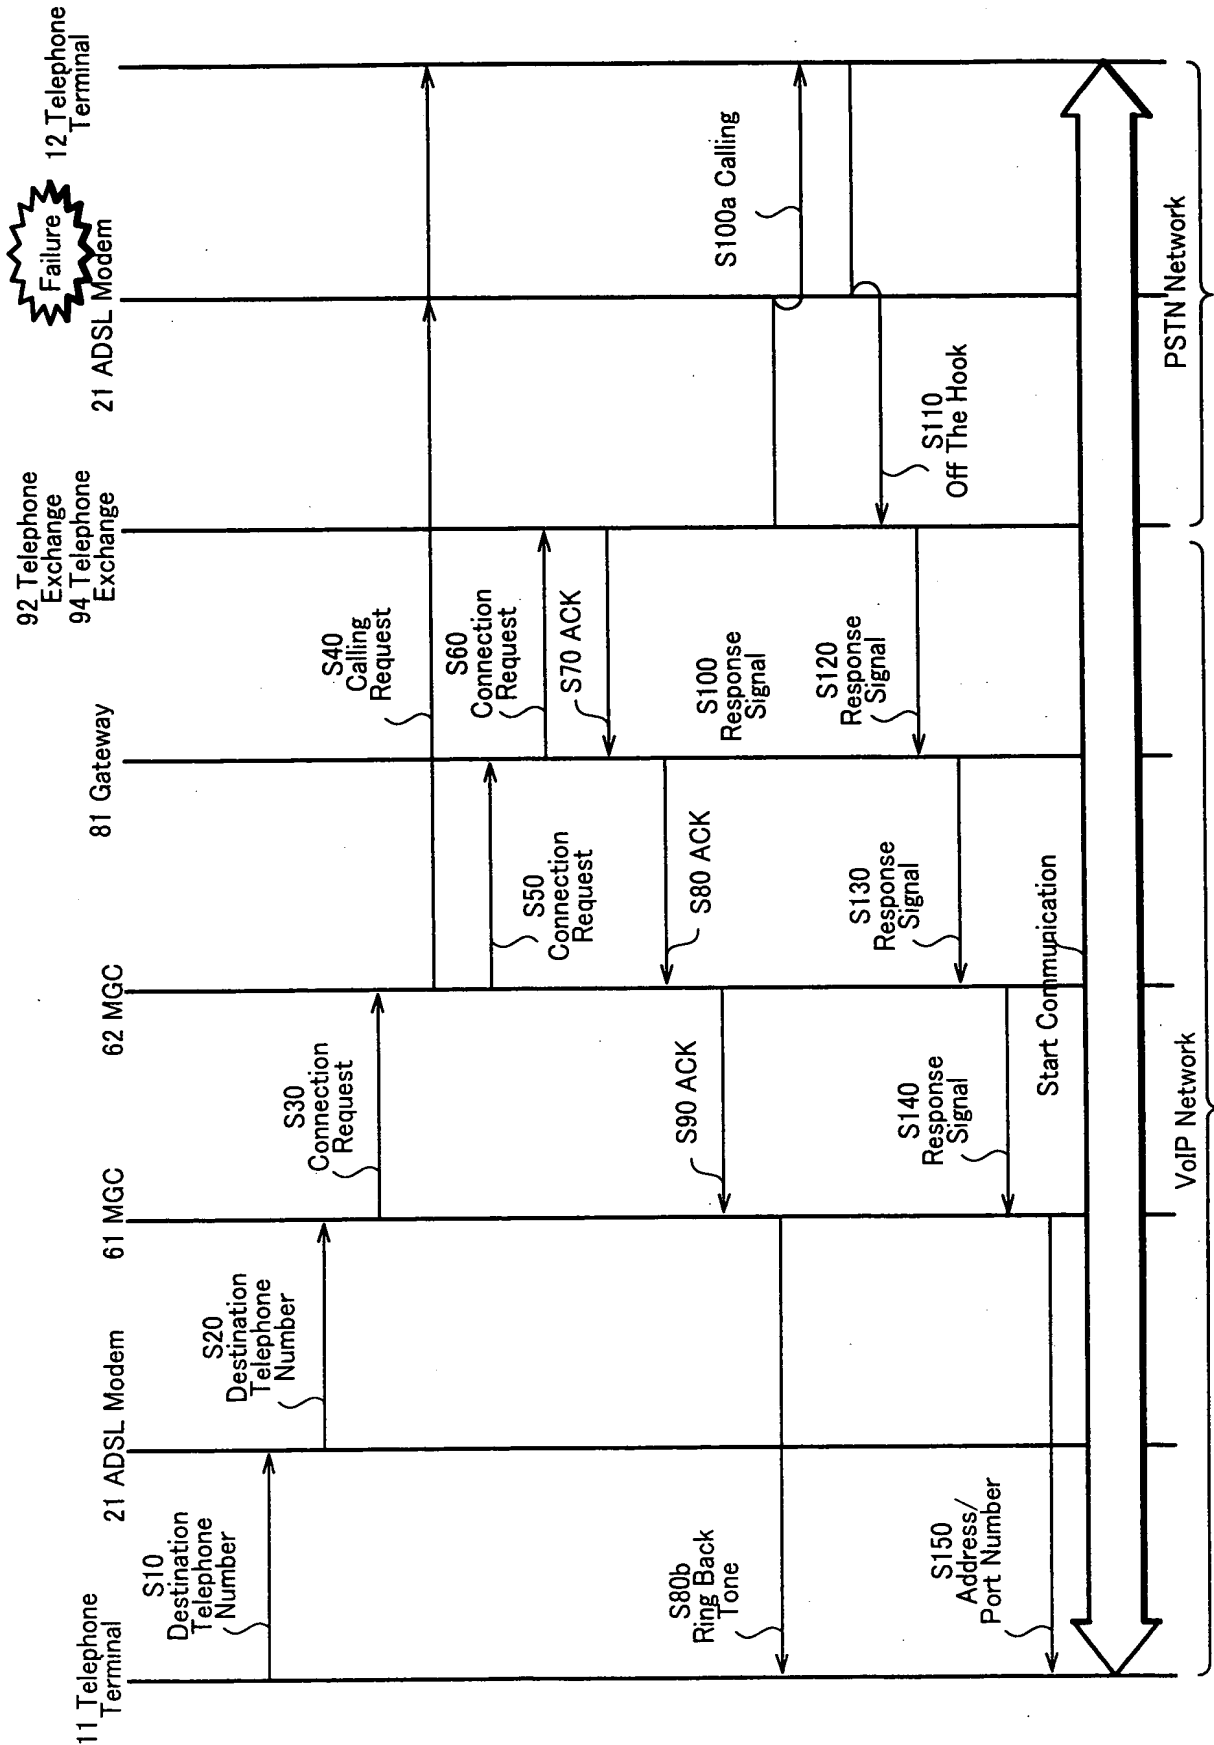 11 Telephone
Terminal
21 ADSL Modem
61 MGC
62 MGC
81 Gateway
92 Telephone
Exchange
94 Telephone
Exchange
21 ADSL Modem
Failure
12 Telephone
Terminal
S10
Destination
Telephone
Number
S20
Destination
Telephone
Number
S30
Connection
Request
S40
Calling
Request
S50
Connection
Request
S60
Connection
Request
S70 ACK
S80 ACK
S90 ACK
S80b
Ring Back
Tone
S100
Response
Signal
S100a Calling
S110
Off The Hook
S120
Response
Signal
S130
Response
Signal
S140
Response
Signal
S150
Address/
Port Number
Start Communication
VoIP Network
PSTN Network